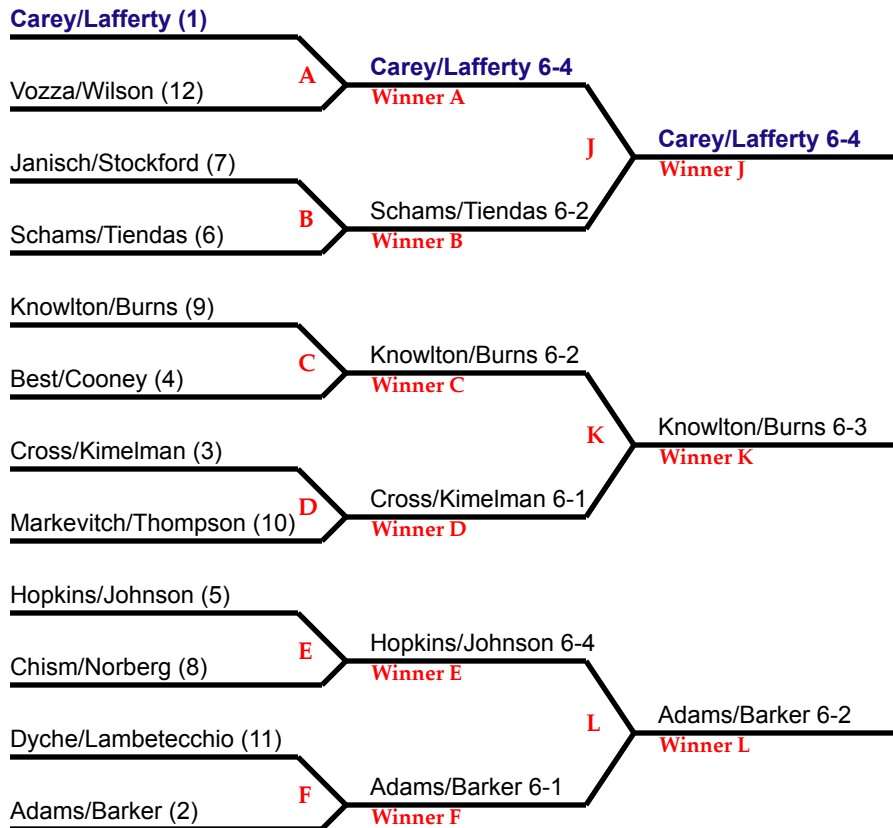 Carey/Lafferty (1)
A
Carey/Lafferty 6-4
Winner A
Vozza/Wilson (12)
J
Carey/Lafferty 6-4
Winner J
Janisch/Stockford (7)
B
Schams/Tiendas 6-2
Winner B
Schams/Tiendas (6)
Knowlton/Burns (9)
C
Knowlton/Burns 6-2
Winner C
Best/Cooney (4)
K
Knowlton/Burns 6-3
Winner K
Cross/Kimelman (3)
D
Cross/Kimelman 6-1
Winner D
Markevitch/Thompson (10)
Hopkins/Johnson (5)
E
Hopkins/Johnson 6-4
Winner E
Chism/Norberg (8)
L
Adams/Barker 6-2
Winner L
Dyche/Lambetecchio (11)
F
Adams/Barker 6-1
Winner F
Adams/Barker (2)